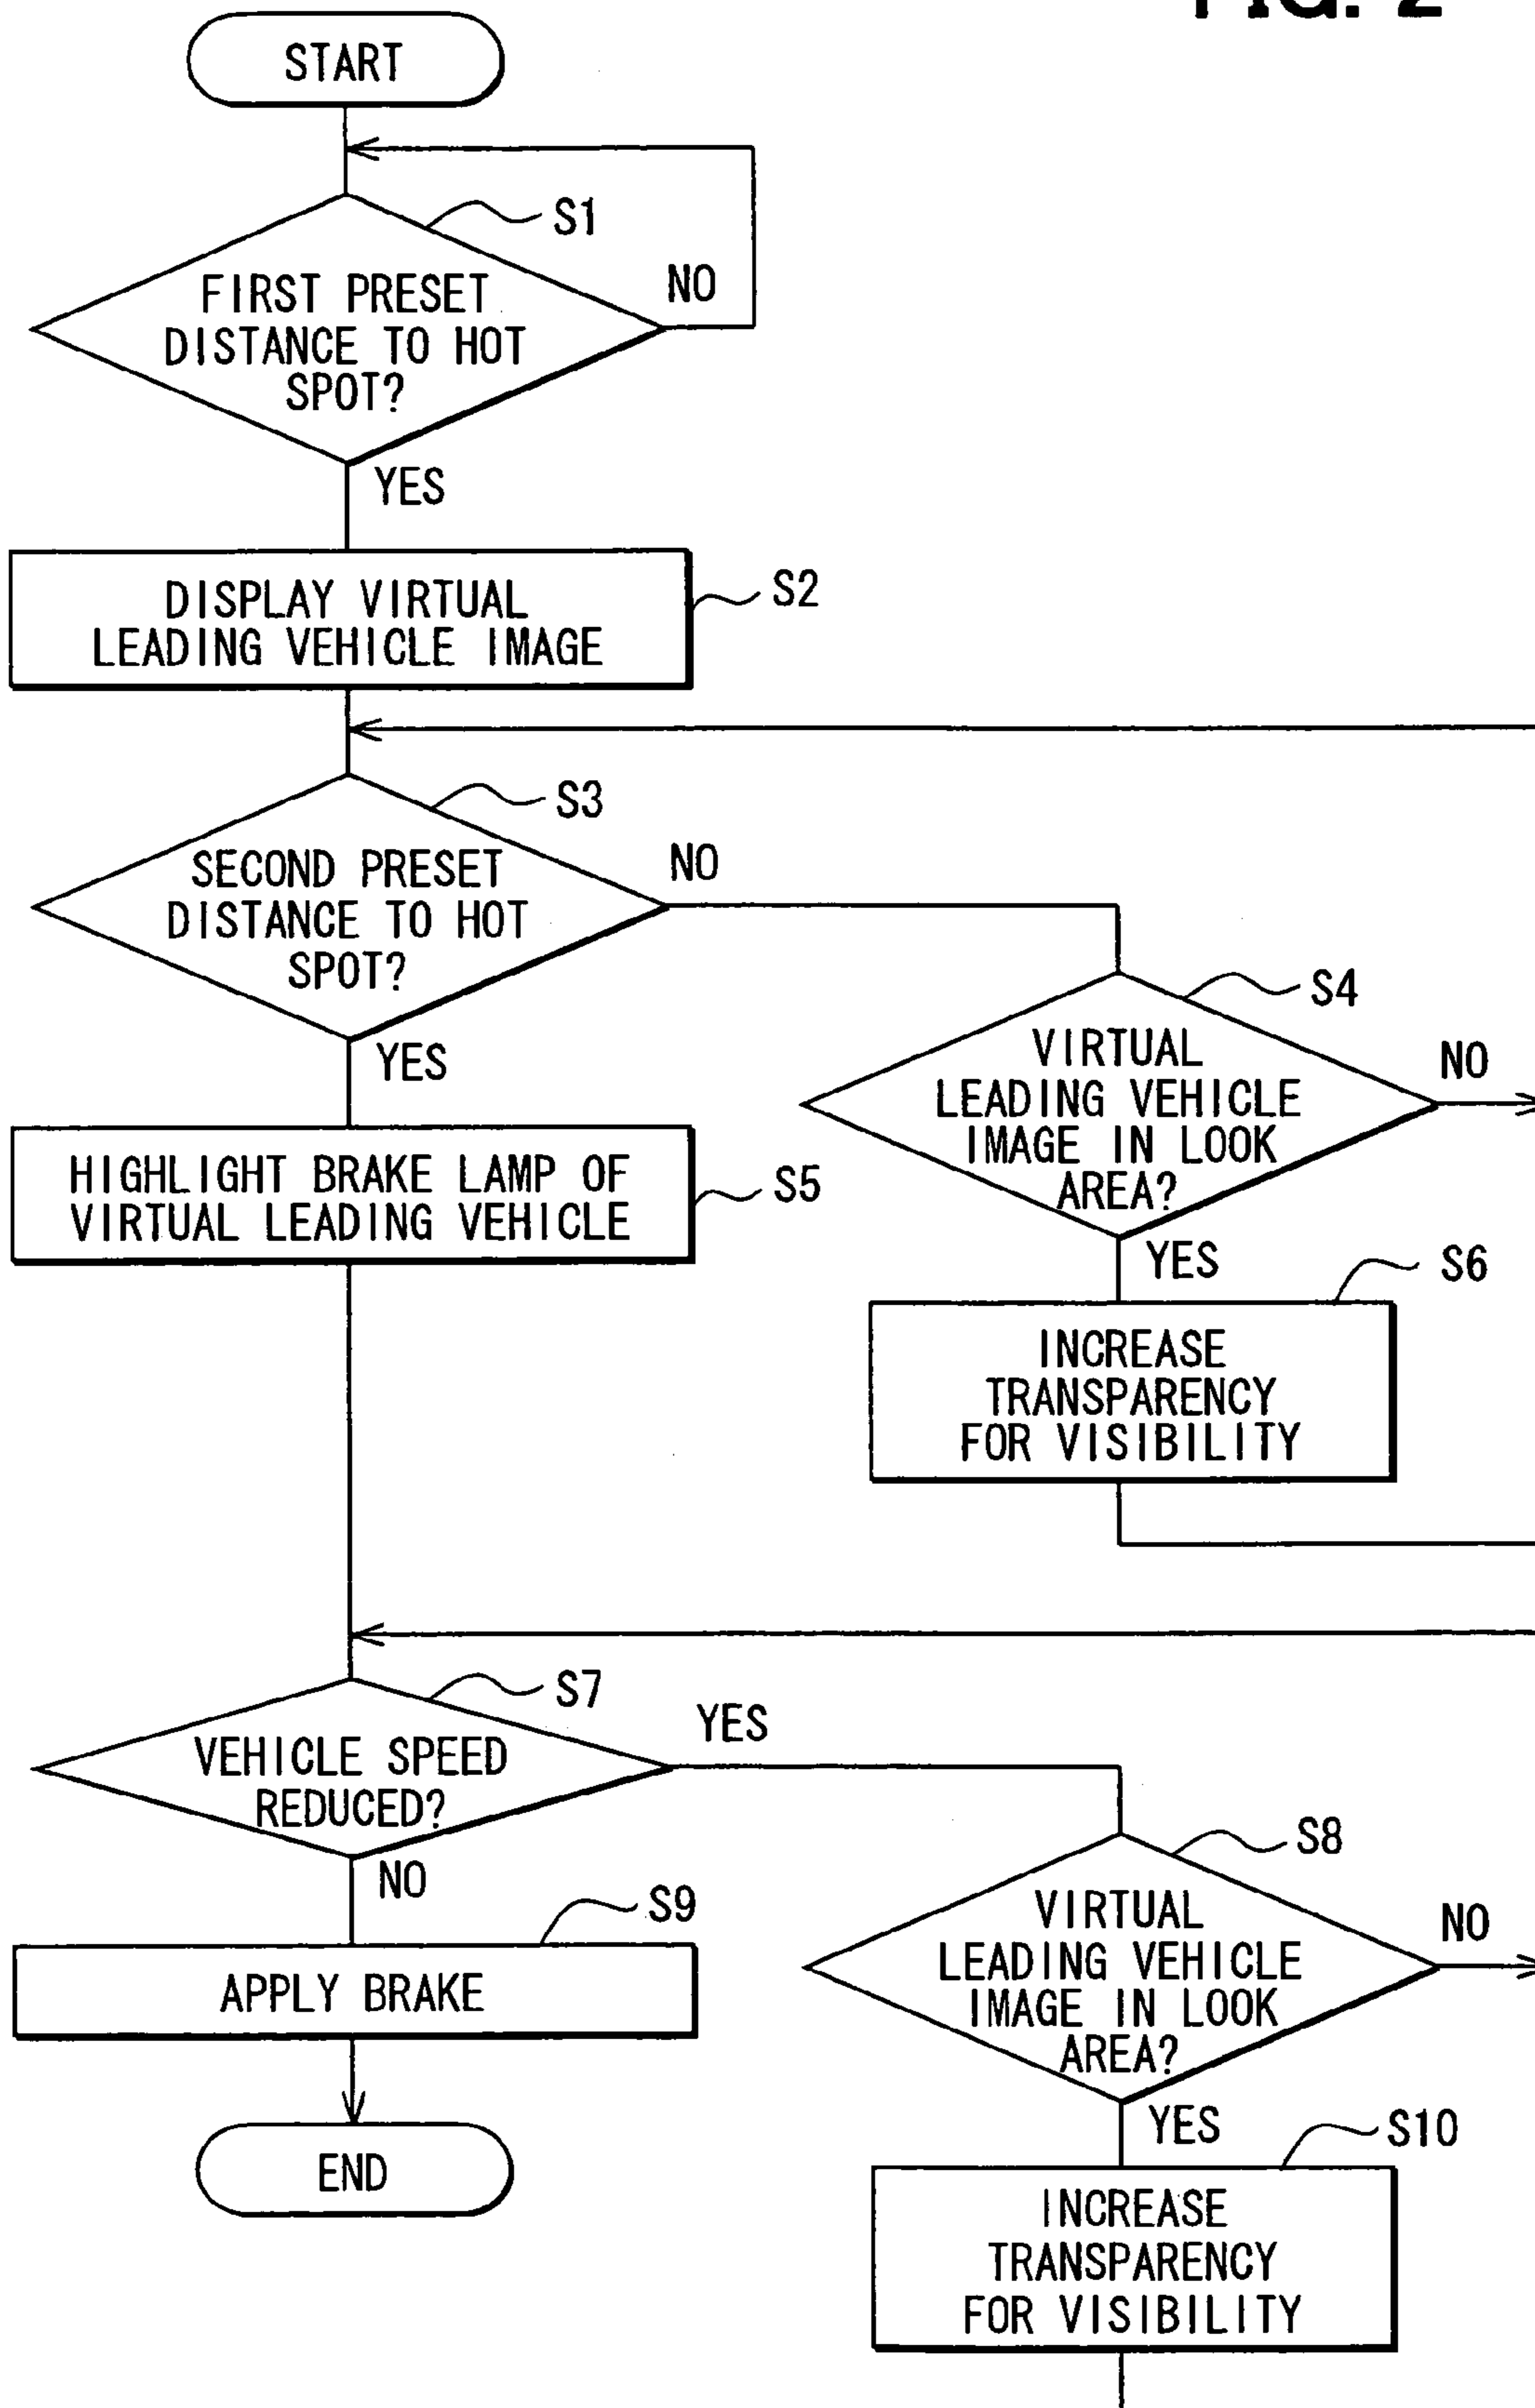 FIG. 2
START
S1
FIRST PRESET
DISTANCE TO HOT
SPOT?
NO
YES
DISPLAY VIRTUAL
LEADING VEHICLE IMAGE
S2
S3
SECOND PRESET
DISTANCE TO HOT
SPOT?
NO
YES
S4
VIRTUAL
LEADING VEHICLE
IMAGE IN LOOK
AREA?
NO
YES
HIGHLIGHT BRAKE LAMP OF
VIRTUAL LEADING VEHICLE
S5
S6
INCREASE
TRANSPARENCY
FOR VISIBILITY
S7
VEHICLE SPEED
REDUCED?
YES
NO
S8
VIRTUAL
LEADING VEHICLE
IMAGE IN LOOK
AREA?
NO
YES
S9
APPLY BRAKE
END
S10
INCREASE
TRANSPARENCY
FOR VISIBILITY